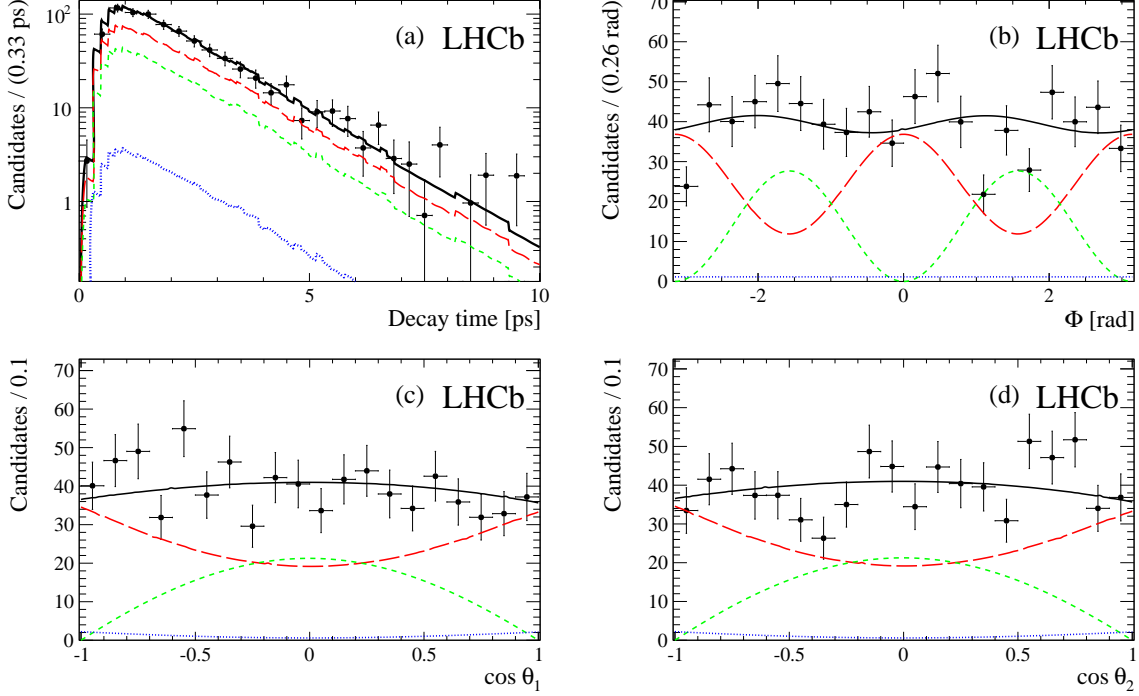 Candidates / (0.33 ps)
10²
10
1
(a) LHCb
0 5 10
Decay time [ps]
Candidates / (0.26 rad)
70
60
50
40
30
20
10
0
(b) LHCb
-2 0 2
Φ [rad]
Candidates / 0.1
70
60
50
40
30
20
10
0
(c) LHCb
-1 -0.5 0 0.5 1
cos θ₁
Candidates / 0.1
70
60
50
40
30
20
10
0
(d) LHCb
-1 -0.5 0 0.5 1
cos θ₂